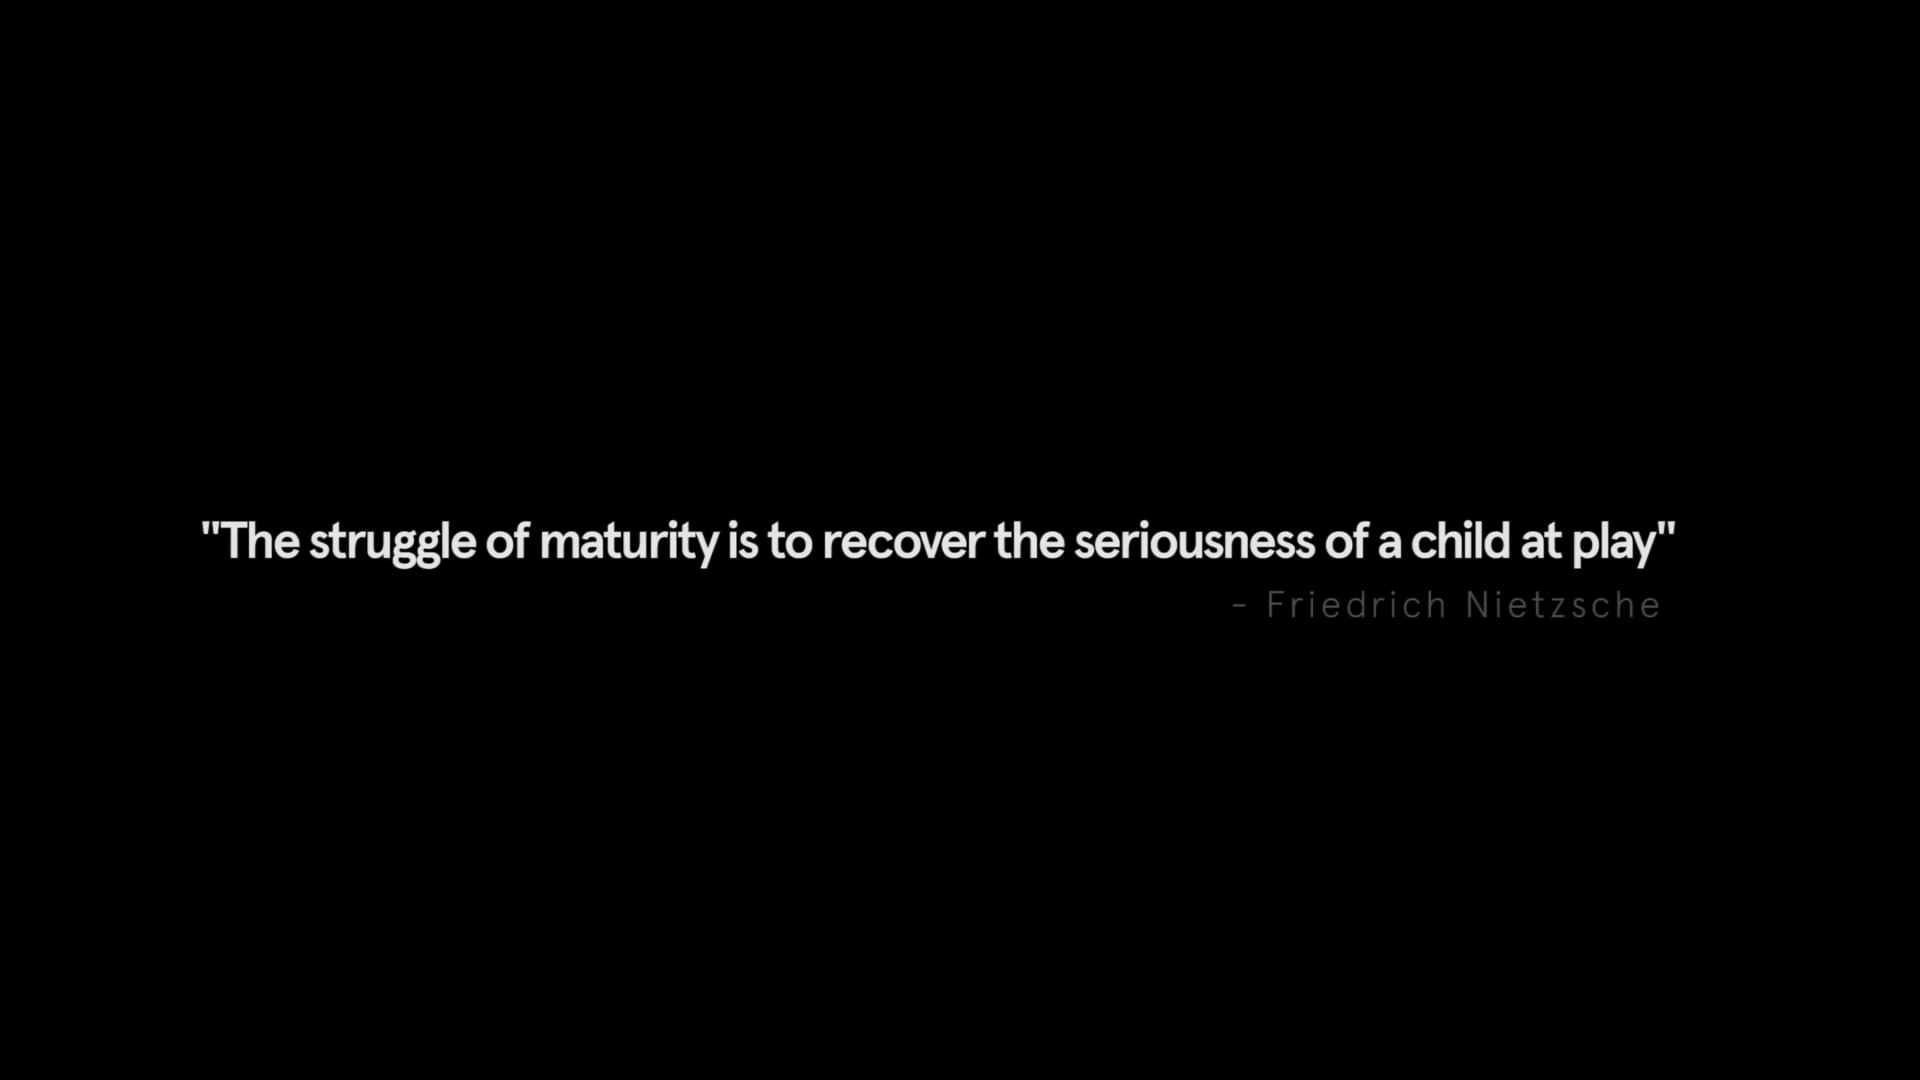 "The struggle of maturity is to recover the seriousness of a child at play"
- Friedrich Nietzsche